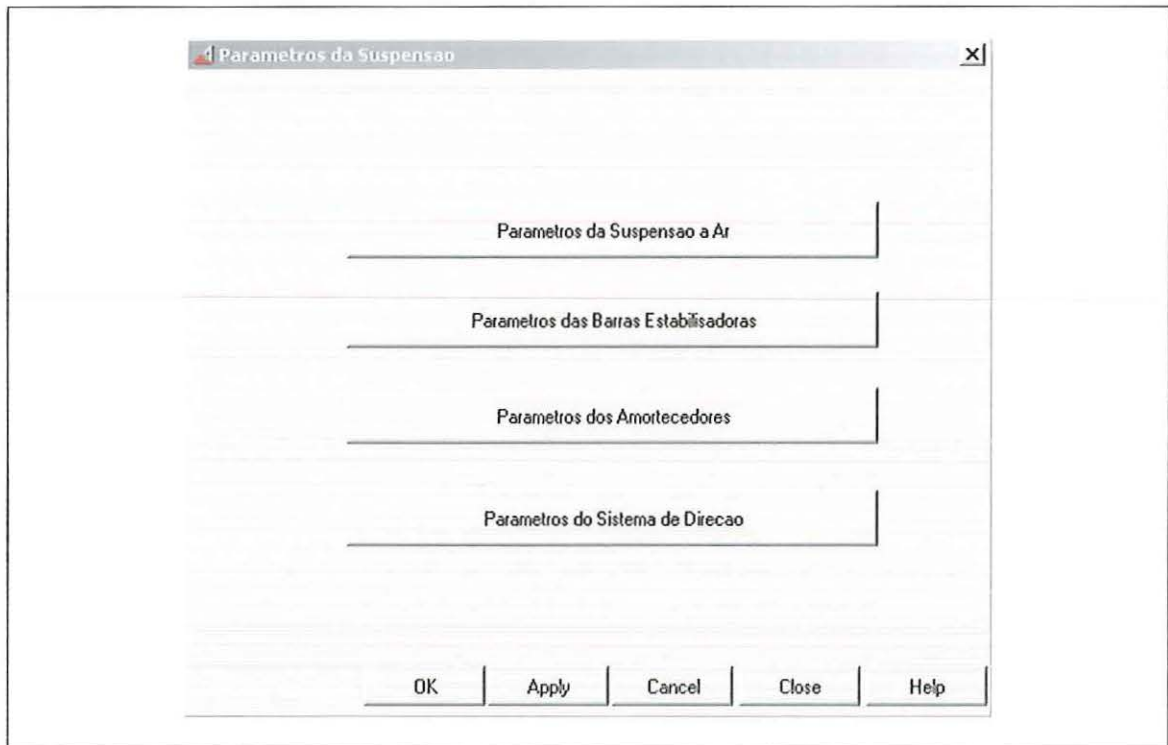 Parametros da Suspensao
Parametros da Suspensao a Ar
Parametros das Barras Estabilisadoras
Parametros dos Amortecedores
Parametros do Sistema de Direcao
OK Apply Cancel Close Help